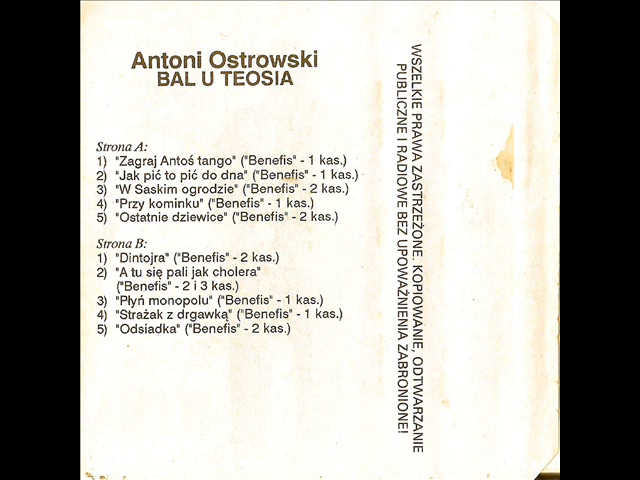 Antoni Ostrowski
BAL U TEOSIA
Strona A:
1) "Zagraj Antoś tango" ("Benefis" - 1 kas.)
2) "Jak pić to pić do dna" ("Benefis" - 1 kas.)
3) "W Saskim ogrodzie" ("Benefis" - 2 kas.)
4) "Przy kominku" ("Benefis" - 1 kas.)
5) "Ostatnie dziewice" ("Benefis" - 2 kas.)
Strona B:
1) "Dintojra" ("Benefis" - 2 kas.)
2) "A tu się pali jak cholera"
("Benefis" - 2 i 3 kas.)
3) "Płyń monopolu" ("Benefis" - 1 kas.)
4) "Strażak z drgawką" ("Benefis" - 1 kas.)
5) "Odsiadka" ("Benefis" - 2 kas.)
WSZELKIE PRAWA ZASTRZEŻONE. KOPIOWANIE, ODTWARZANIE
PUBLICZNE I RADIOWE BEZ UPOWAŻNIENIA ZABRONIONE!